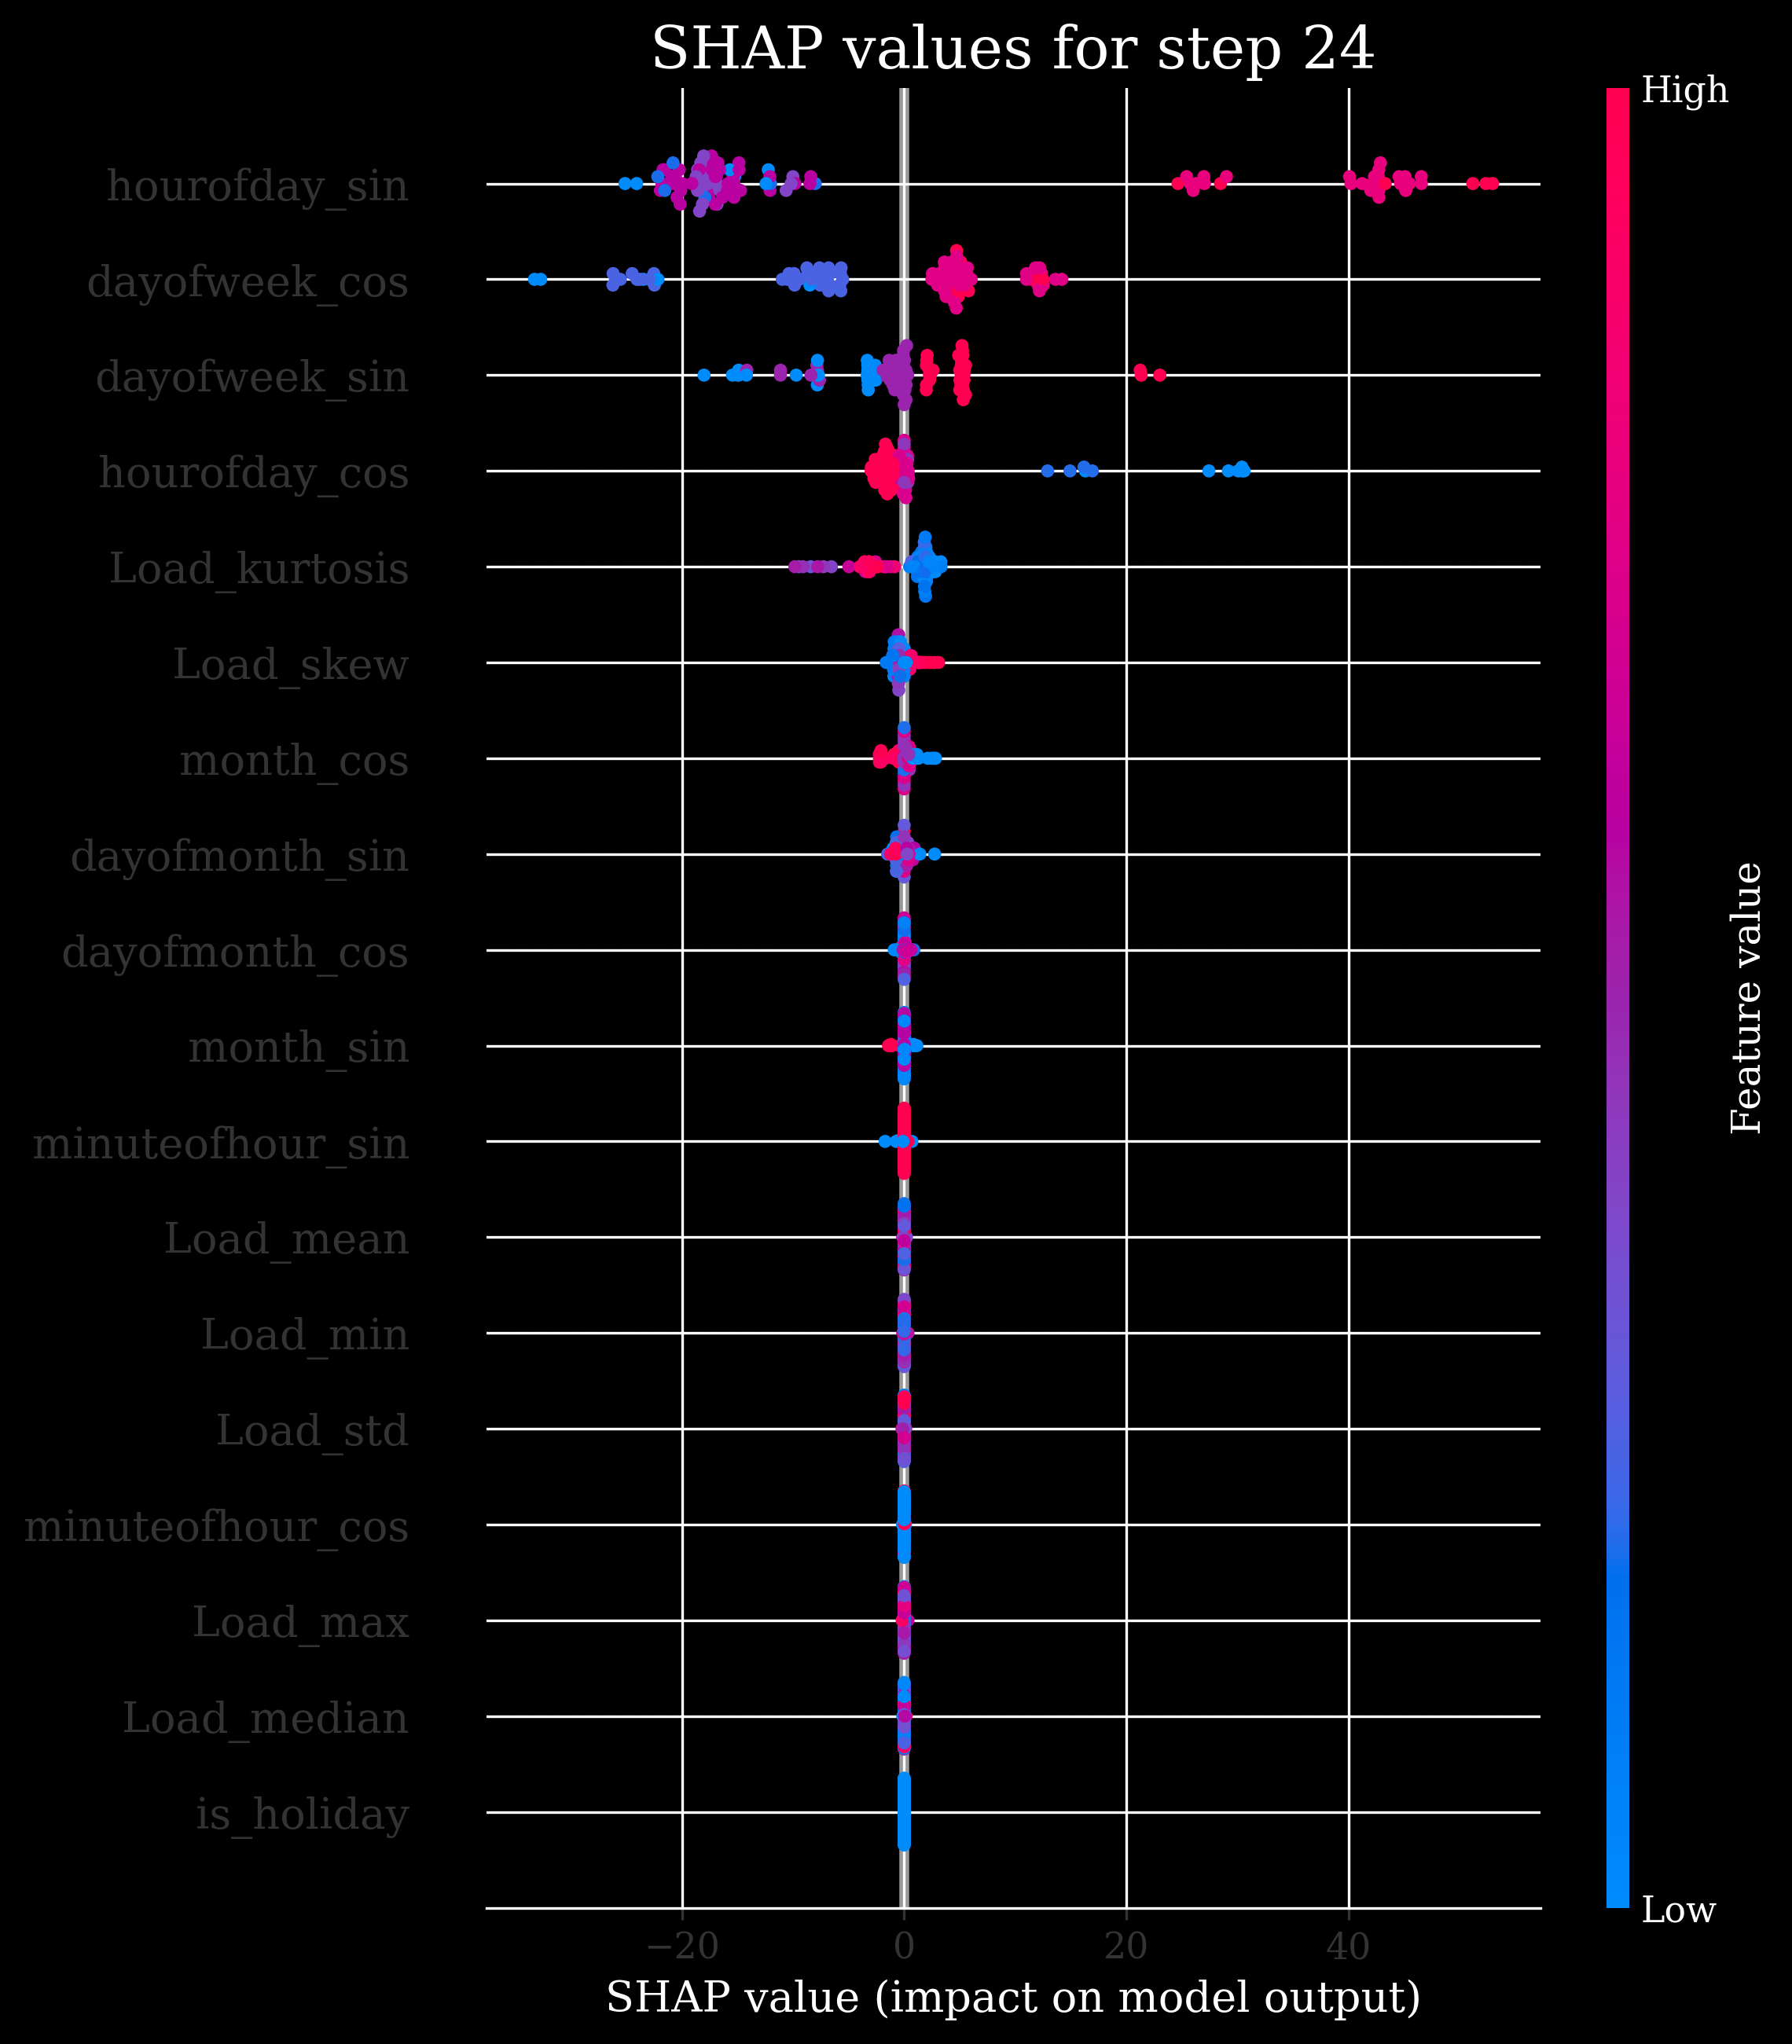 SHAP values for step 24
High
hourofday_sin
dayofweek_cos
dayofweek_sin
hourofday_cos
Load_kurtosis
Load_skew
month_cos
dayofmonth_sin
dayofmonth_cos
month_sin
minuteofhour_sin
Load_mean
Load_min
Load_std
minuteofhour_cos
Load_max
Load_median
is_holiday
Feature value
Low
−20 0 20 40
SHAP value (impact on model output)